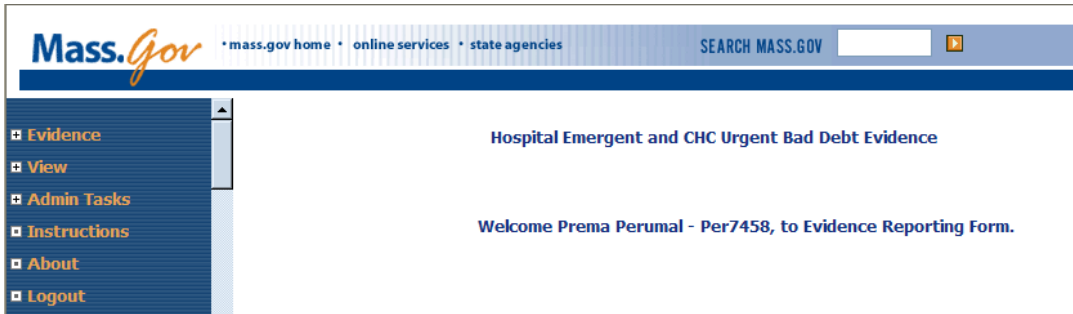 Mass.Gov
• mass.gov home • online services • state agencies
SEARCH MASS.GOV
Evidence
View
Admin Tasks
Instructions
About
Logout
Hospital Emergent and CHC Urgent Bad Debt Evidence
Welcome Prema Perumal - Per7458, to Evidence Reporting Form.